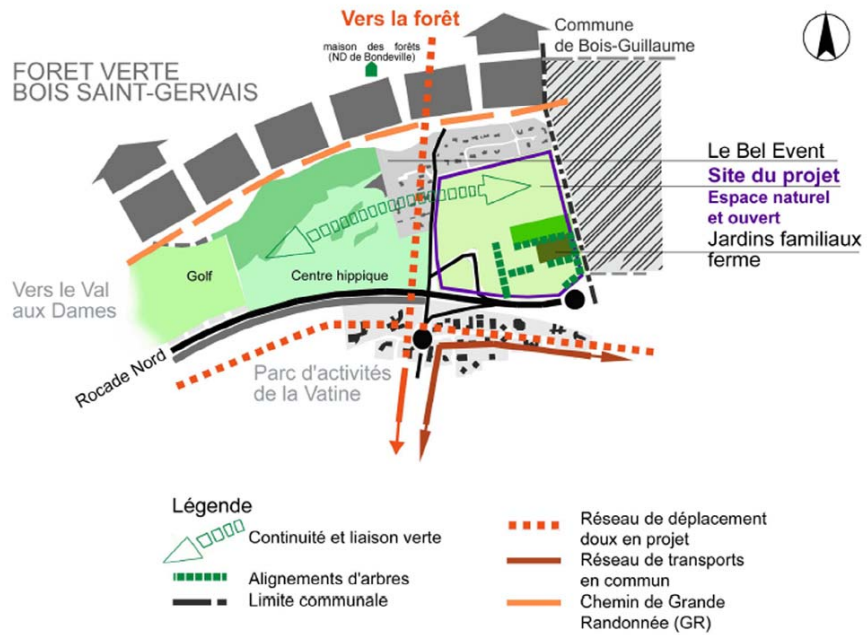 Vers la forêt
Commune
de Bois-Guillaume
maison des forêts
(ND de Bondeville)
FORET VERTE
BOIS SAINT-GERVAIS
Le Bel Event
Site du projet
Espace naturel
et ouvert
Jardins familiaux
ferme
Golf
Centre hippique
Vers le Val
aux Dames
Rocade Nord
Parc d'activités
de la Vatine
Légende
Continuité et liaison verte
Alignements d'arbres
Limite communale
Réseau de déplacement
doux en projet
Réseau de transports
en commun
Chemin de Grande
Randonnée (GR)